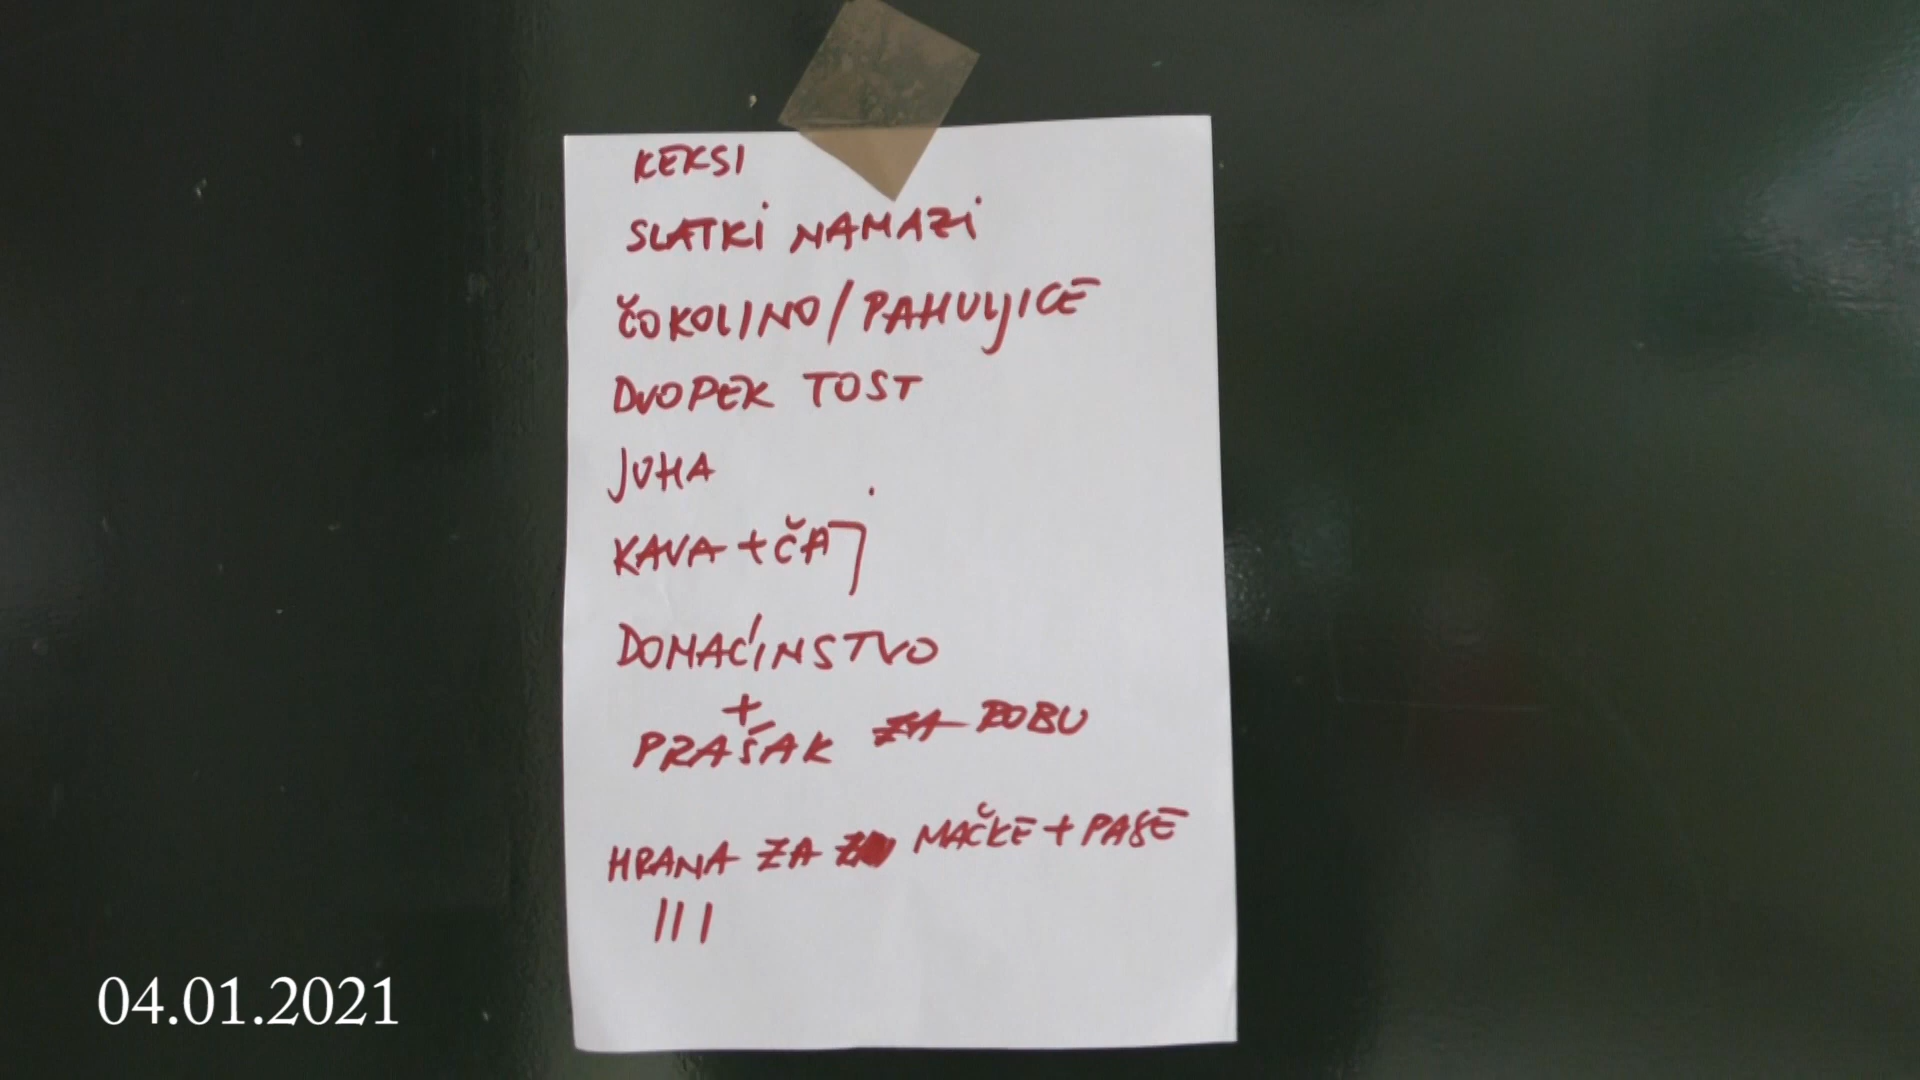 KEKSI
SLATKI NAMAZI
ČOKOLINO/PAHULJICE
DVOPEK TOST
JUHA
KAVA + ČAJ
DOMAĆINSTVO
+
PRAŠAK ZA ROBU
HRANA ZA MAČKE + PASE
III
04.01.2021